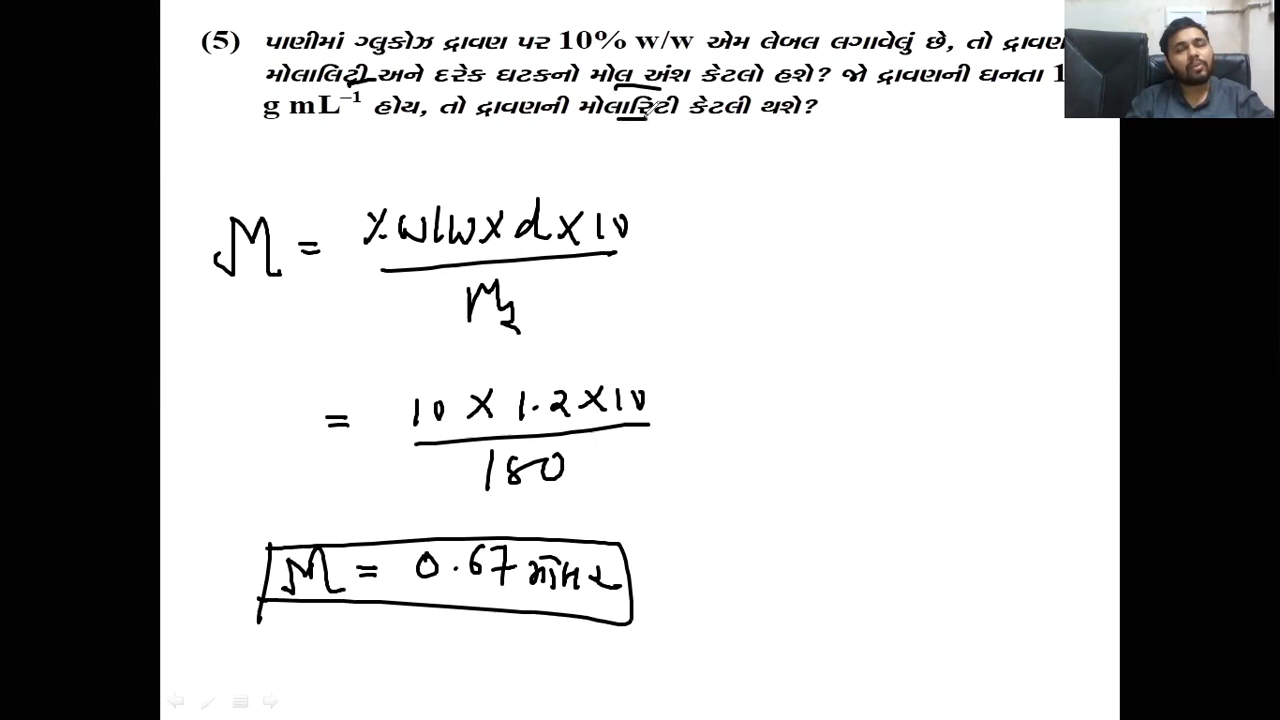 (5) પાણીમાં ગ્લુકોઝ દ્રાવણ પર 10% w/w એમ લેબલ લગાવેલું છે, તો દ્રાવણ
મોલાલિટી અને દરેક ઘટકનો મોલ અંશ કેટલો હશે? જો દ્રાવણની ઘનતા 1
g mL⁻¹ હોય, તો દ્રાવણની મોલારિટી કેટલી થશે?
M = % w/w × d × 10
M₂
= 10 × 1.2 × 10
180
M = 0.67 મોલર